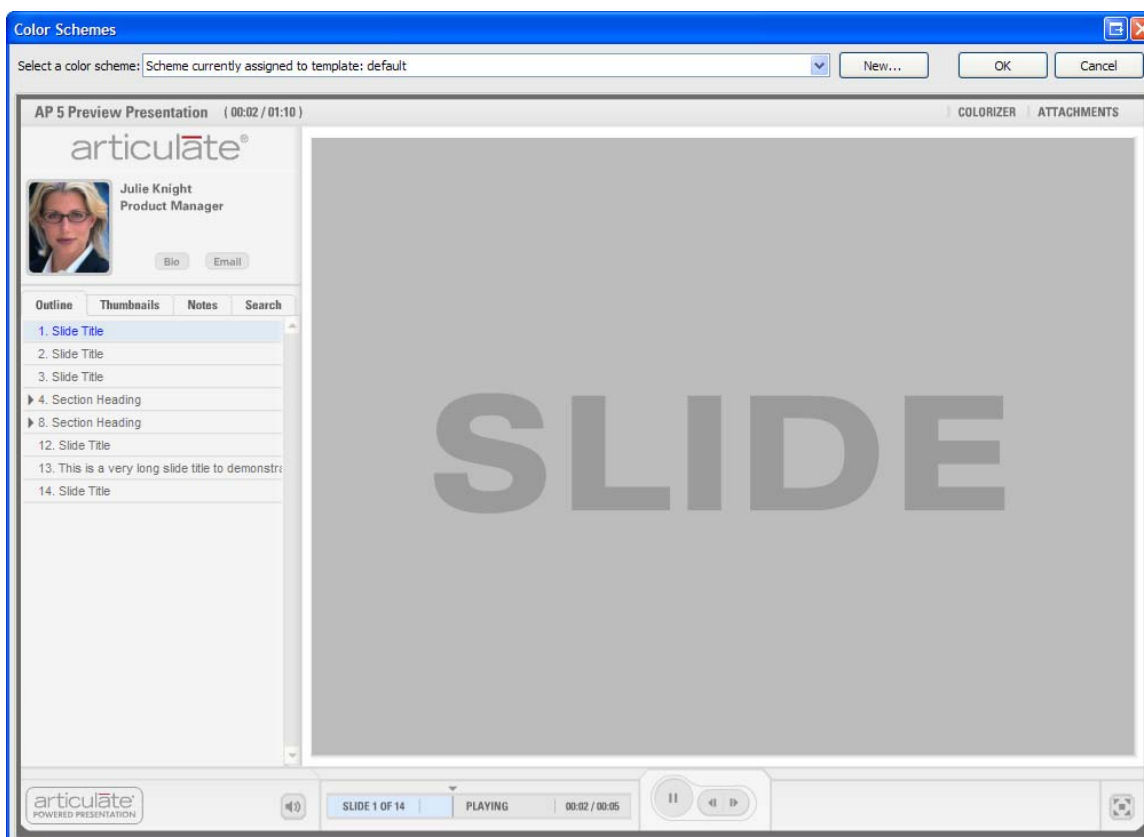 Color Schemes
Select a color scheme: Scheme currently assigned to template: default New... OK Cancel
AP 5 Preview Presentation ( 00:02 / 01:10 ) COLORIZER ATTACHMENTS
articulāte®
Julie Knight
Product Manager
Bio Email
Outline Thumbnails Notes Search
1. Slide Title
2. Slide Title
3. Slide Title
4. Section Heading
8. Section Heading
12. Slide Title
13. This is a very long slide title to demonstra
14. Slide Title
SLIDE
articulāte
POWERED PRESENTATION
SLIDE 1 OF 14 PLAYING 00:02 / 00:05